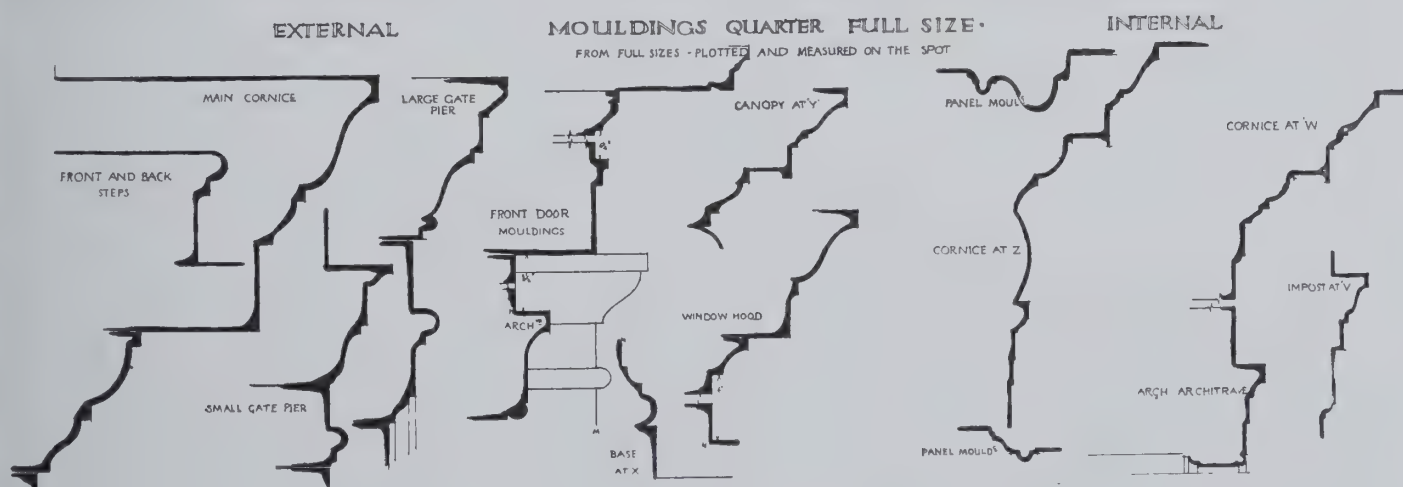 EXTERNAL
MOULDINGS QUARTER FULL SIZE.
FROM FULL SIZES - PLOTTED AND MEASURED ON THE SPOT
INTERNAL
MAIN CORNICE
LARGE GATE
PIER
CANOPY AT 'Y'
PANEL MOULDS
CORNICE AT 'W
FRONT AND BACK
STEPS
FRONT DOOR
MOULDINGS
CORNICE AT Z
IMPOST AT 'V
WINDOW HOOD
ARCH
SMALL GATE PIER
ARCH ARCHITRAVE
BASE
AT X
PANEL MOULDS